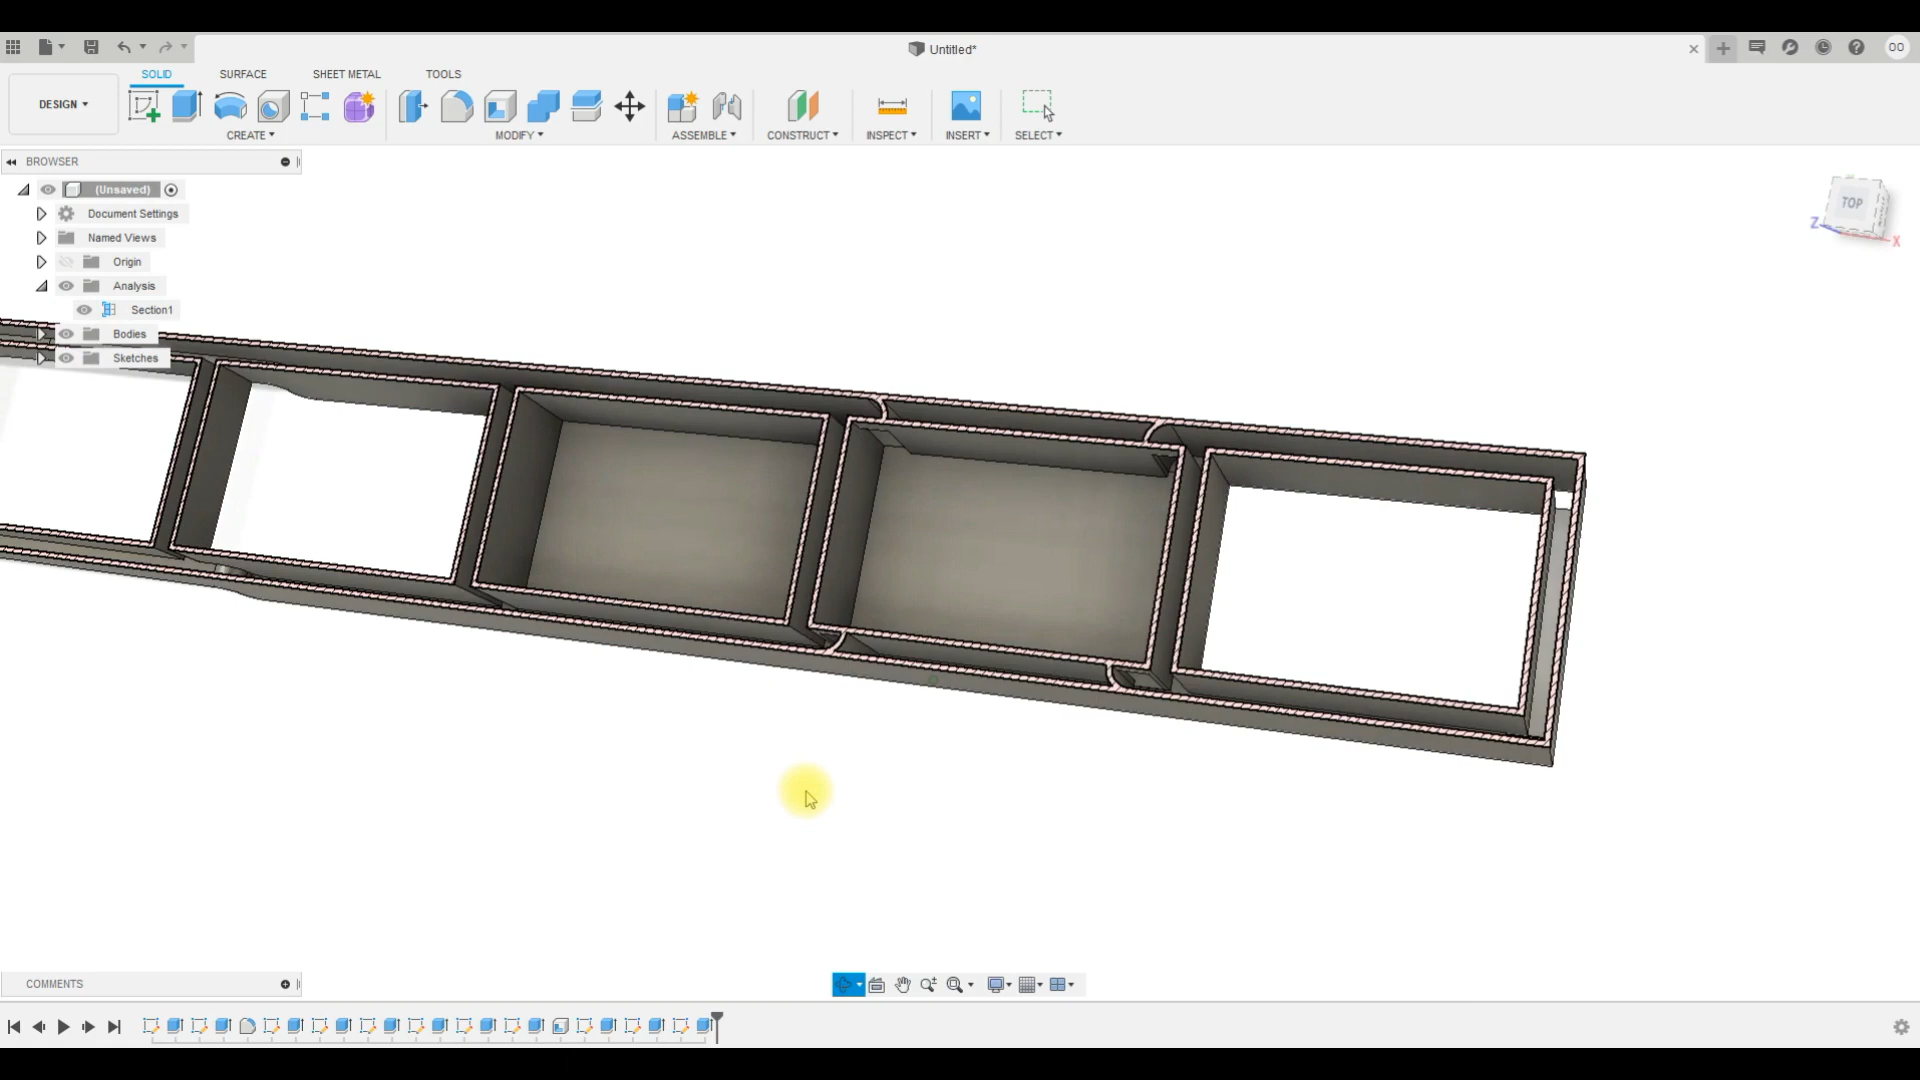 Untitled*
OO
DESIGN
SOLID
SURFACE
SHEET METAL
TOOLS
CREATE
MODIFY
ASSEMBLE
CONSTRUCT
INSPECT
INSERT
SELECT
BROWSER
(Unsaved)
Document Settings
Named Views
Origin
Analysis
Section1
Bodies
Sketches
TOP
Z
X
COMMENTS